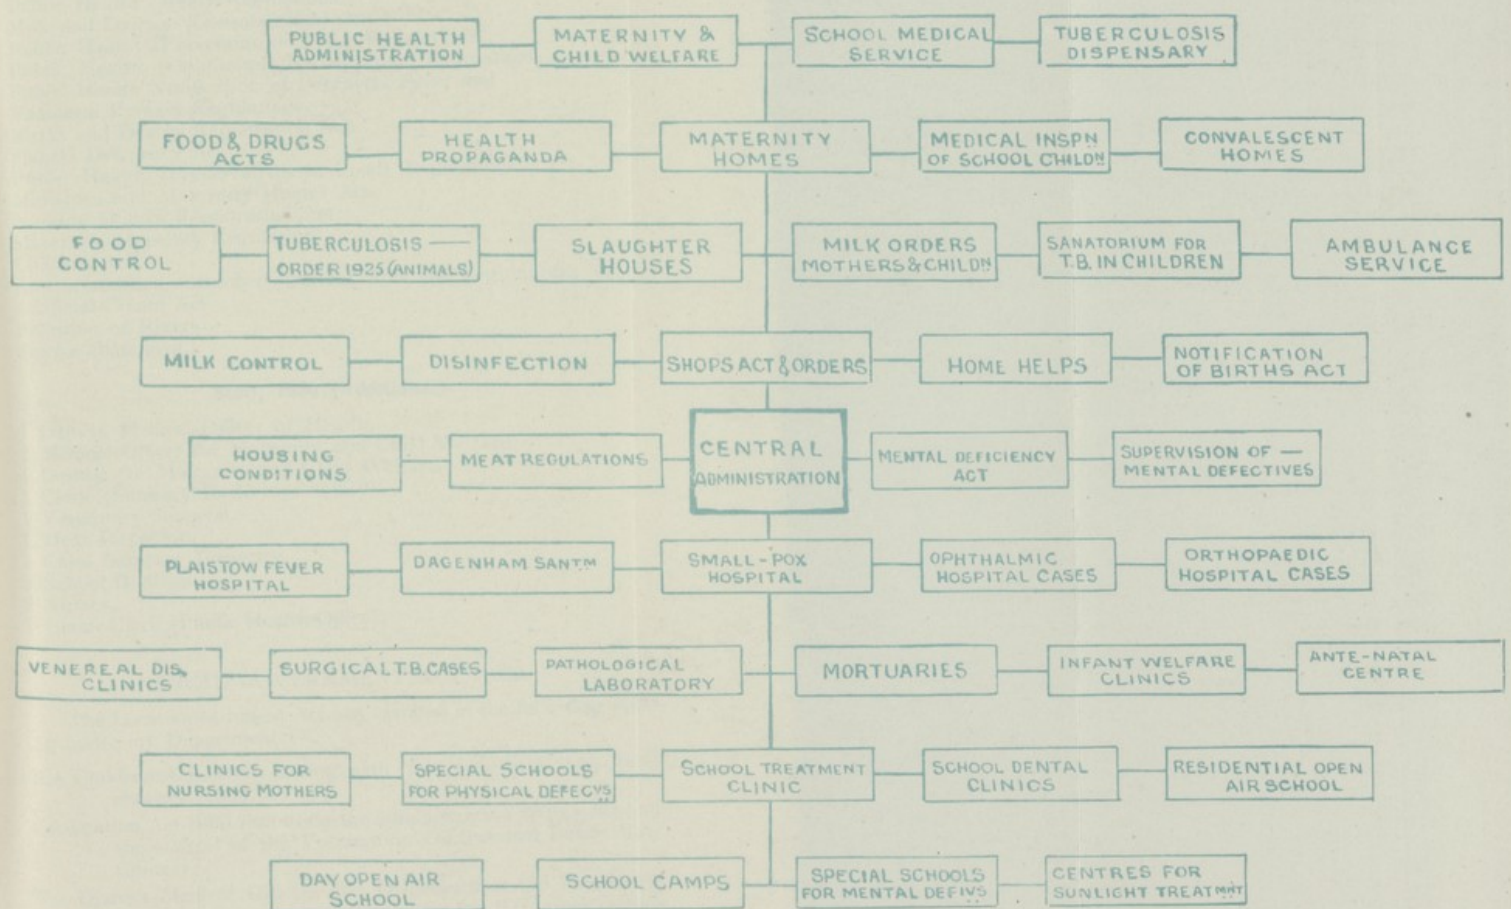 PUBLIC HEALTH
ADMINISTRATION
MATERNITY &
CHILD WELFARE
SCHOOL MEDICAL
SERVICE
TUBERCULOSIS
DISPENSARY
FOOD & DRUGS
ACTS
HEALTH
PROPAGANDA
MATERNITY
HOMES
MEDICAL INSPN
OF SCHOOL CHILDN
CONVALESCENT
HOMES
FOOD
CONTROL
TUBERCULOSIS —
ORDER 1925 (ANIMALS)
SLAUGHTER
HOUSES
MILK ORDERS
MOTHERS & CHILDN
SANATORIUM FOR
T.B. IN CHILDREN
AMBULANCE
SERVICE
MILK CONTROL
DISINFECTION
SHOPS ACT & ORDERS
HOME HELPS
NOTIFICATION
OF BIRTHS ACT
HOUSING
CONDITIONS
MEAT REGULATIONS
CENTRAL
ADMINISTRATION
MENTAL DEFICIENCY
ACT
SUPERVISION OF —
MENTAL DEFECTIVES
PLAISTOW FEVER
HOSPITAL
DAGENHAM SANTM
SMALL-POX
HOSPITAL
OPHTHALMIC
HOSPITAL CASES
ORTHOPAEDIC
HOSPITAL CASES
VENEREAL DIS.
CLINICS
SURGICAL T.B. CASES
PATHOLOGICAL
LABORATORY
MORTUARIES
INFANT WELFARE
CLINICS
ANTE-NATAL
CENTRE
CLINICS FOR
NURSING MOTHERS
SPECIAL SCHOOLS
FOR PHYSICAL DEFECVS
SCHOOL TREATMENT
CLINIC
SCHOOL DENTAL
CLINICS
RESIDENTIAL OPEN
AIR SCHOOL
DAY OPEN AIR
SCHOOL
SCHOOL CAMPS
SPECIAL SCHOOLS
FOR MENTAL DEFIVS
CENTRES FOR
SUNLIGHT TREATMNT